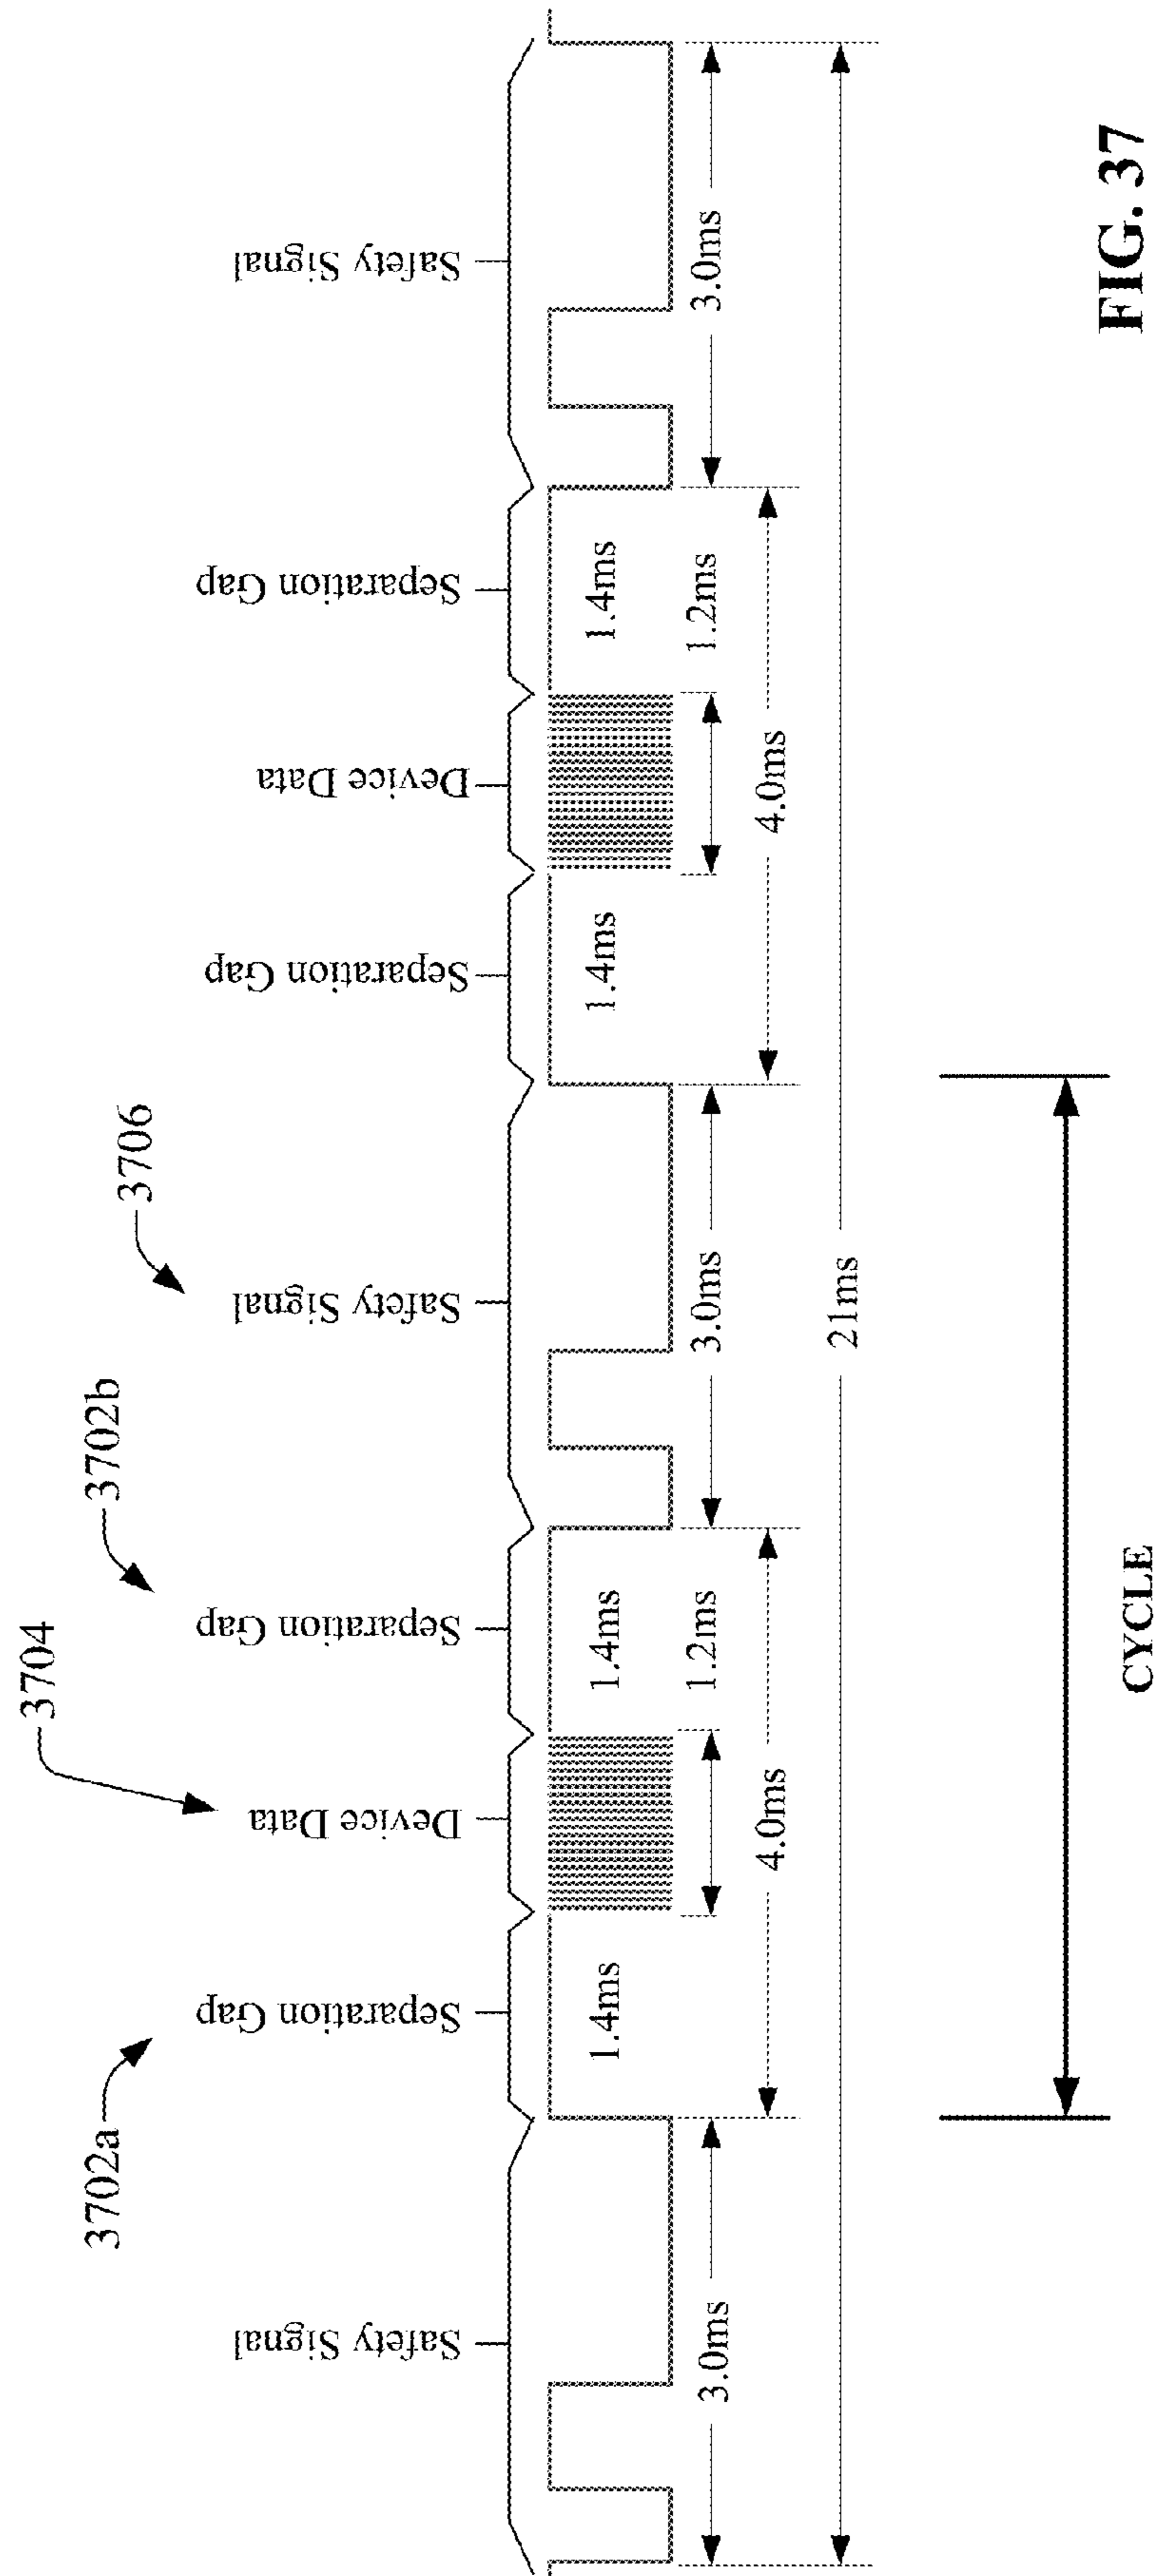 3702a
3704
3702b
3706
Safety Signal
Separation Gap
Device Data
Separation Gap
Safety Signal
Separation Gap
Device Data
Separation Gap
Safety Signal
1.4ms
1.4ms
1.4ms
1.4ms
3.0ms
1.2ms
3.0ms
1.2ms
3.0ms
4.0ms
4.0ms
21ms
CYCLE
FIG. 37